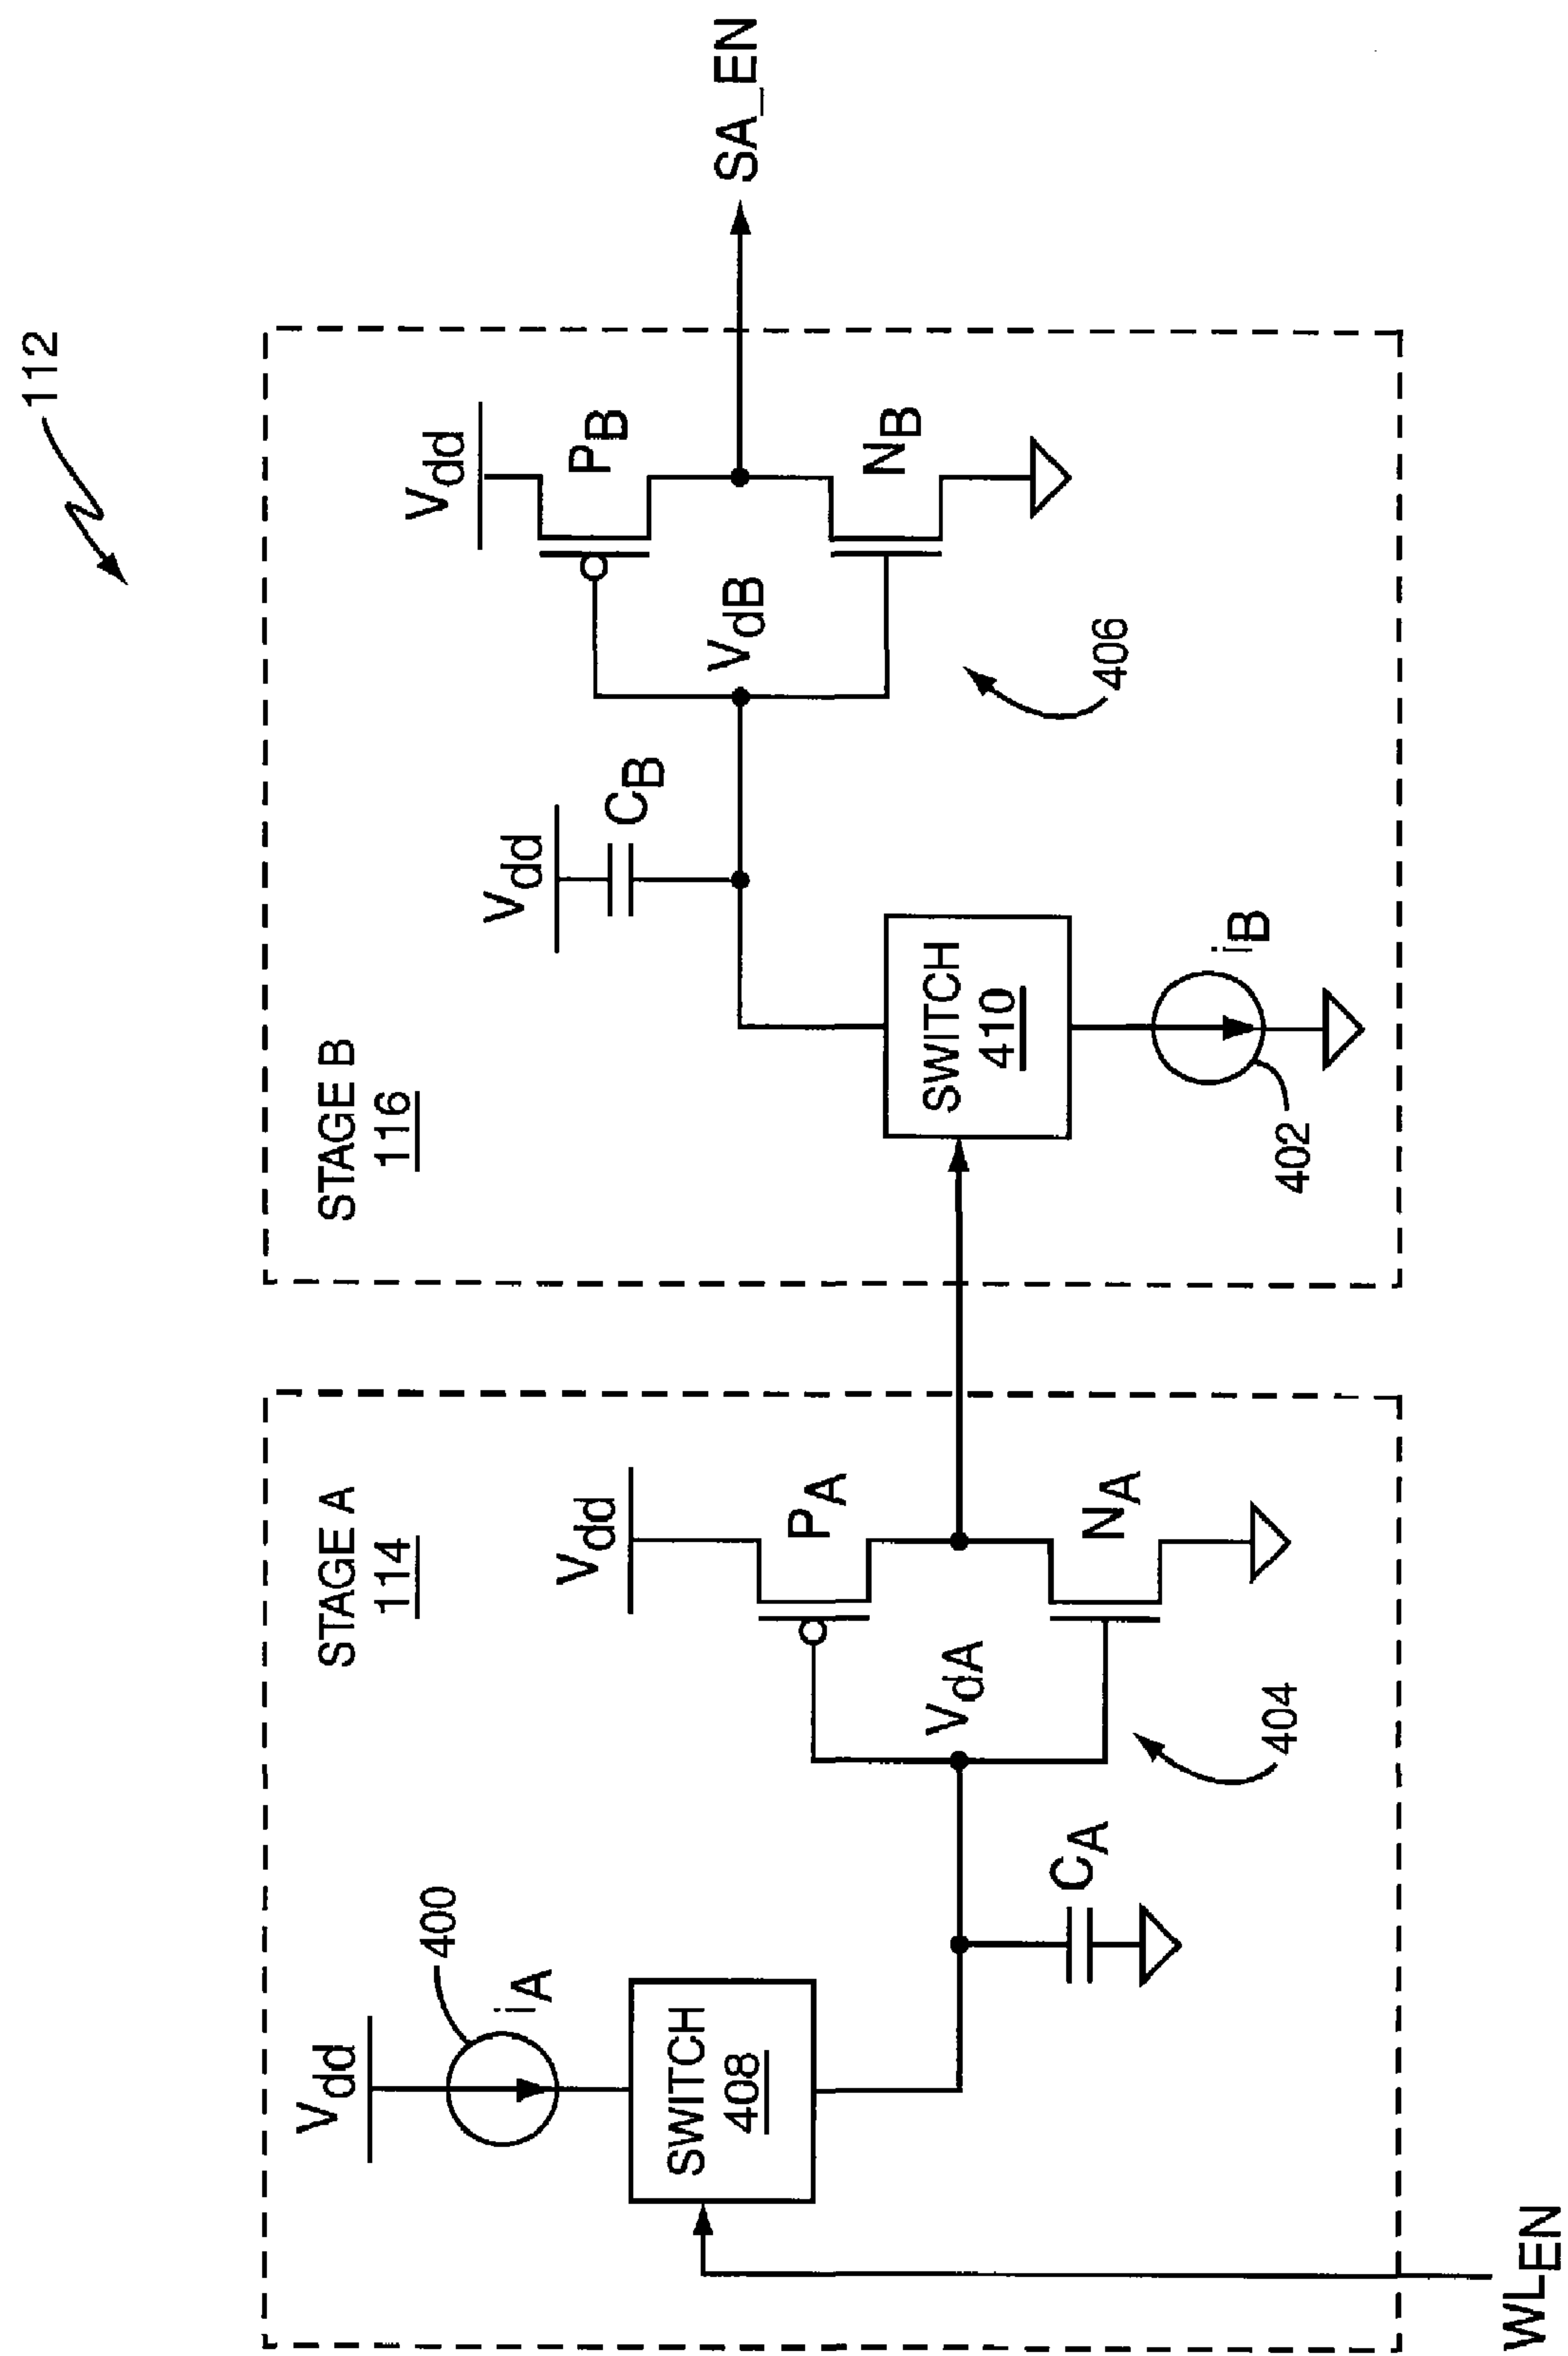 112
STAGE A
114
Vdd
400
iA
SWITCH
408
WLEN
CA
VdA
404
Vdd
PA
NA
STAGE B
116
SWITCH
410
iB
402
Vdd
CB
VdB
406
Vdd
PB
NB
SA_EN